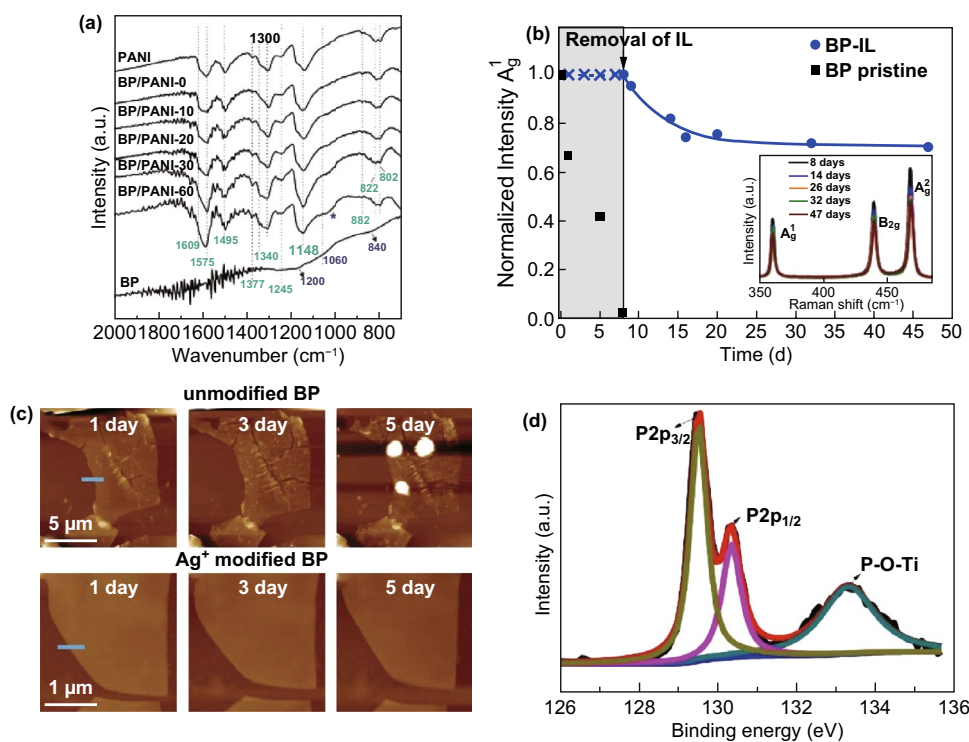 (a)
1300
PANI
BP/PANI-0
BP/PANI-10
BP/PANI-20
BP/PANI-30
BP/PANI-60
BP
802
822
*
882
1609
1495
1148
1575
1340
1060
840
1377
1200
1245
Intensity (a.u.)
2000 1800 1600 1400 1200 1000 800
Wavenumber (cm⁻¹)
(b)
Removal of IL
BP-IL
BP pristine
Normalized Intensity A₉¹
1.0
0.8
0.6
0.4
0.2
0.0
0 5 10 15 20 25 30 35 40 45 50
Time (d)
8 days
14 days
26 days
32 days
47 days
A_g¹
B₂g
A_g²
Intensity (a.u.)
350 400 450
Raman shift (cm⁻¹)
(c)
unmodified BP
1 day 3 day 5 day
5 μm
Ag⁺ modified BP
1 day 3 day 5 day
1 μm
(d)
P2p₃/₂
P2p₁/₂
P-O-Ti
Intensity (a.u.)
126 128 130 132 134 136
Binding energy (eV)